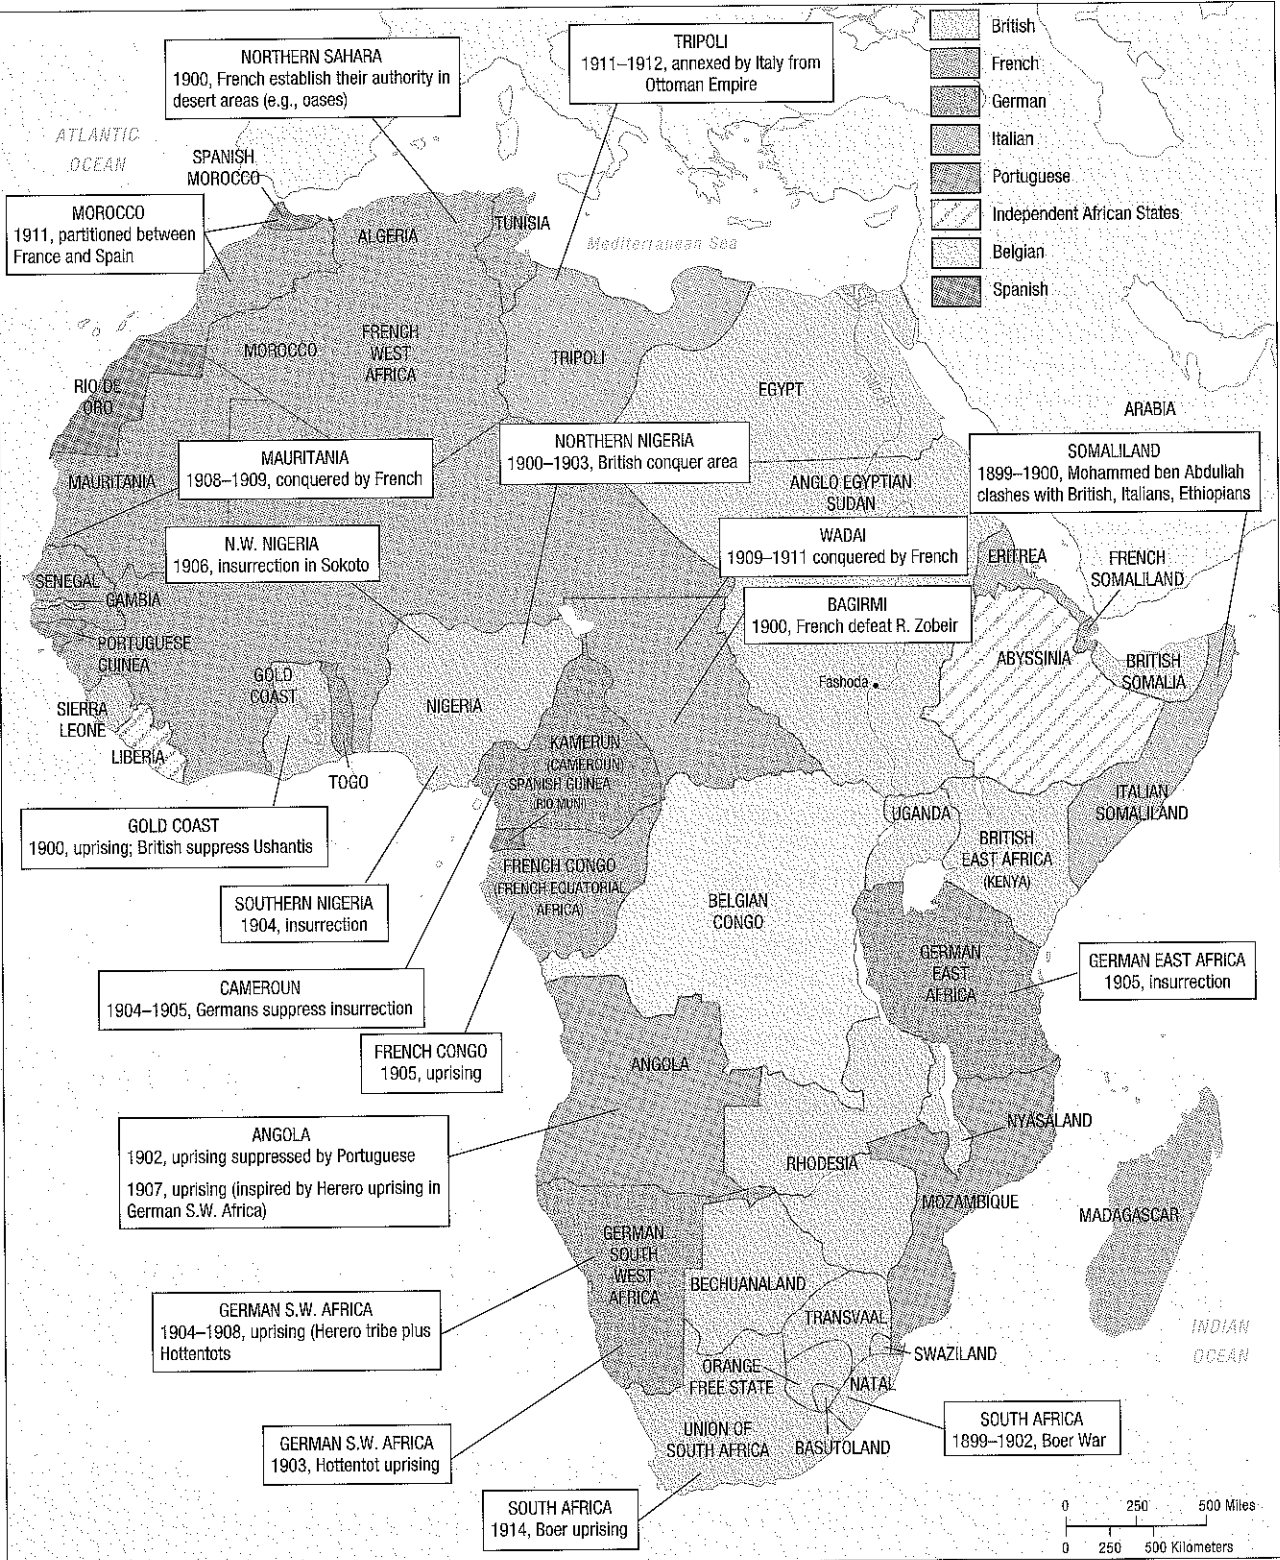 NORTHERN SAHARA
1900, French establish their authority in
desert areas (e.g., oases)
TRIPOLI
1911–1912, annexed by Italy from
Ottoman Empire
British
French
German
Italian
Portuguese
Independent African States
Belgian
Spanish
ATLANTIC
OCEAN
SPANISH
MOROCCO
MOROCCO
1911, partitioned between
France and Spain
ALGERIA
TUNISIA
Mediterranean Sea
MOROCCO
FRENCH
WEST
AFRICA
TRIPOLI
EGYPT
RIO DE
ORO
ARABIA
MAURITANIA
1908–1909, conquered by French
NORTHERN NIGERIA
1900–1903, British conquer area
SOMALILAND
1899–1900, Mohammed ben Abdullah
clashes with British, Italians, Ethiopians
MAURITANIA
ANGLO EGYPTIAN
SUDAN
N.W. NIGERIA
1906, insurrection in Sokoto
WADAI
1909–1911 conquered by French
ERITREA
FRENCH
SOMALILAND
SENEGAL
GAMBIA
BAGIRMI
1900, French defeat R. Zobeir
PORTUGUESE
GUINEA
ABYSSINIA
BRITISH
SOMALIA
GOLD
COAST
Fashoda
NIGERIA
SIERRA
LEONE
LIBERIA
TOGO
KAMERUN
(CAMEROUN)
SPANISH GUINEA
(RIO MUNI)
UGANDA
ITALIAN
SOMALILAND
GOLD COAST
1900, uprising; British suppress Ushantis
BRITISH
EAST AFRICA
(KENYA)
FRENCH CONGO
(FRENCH EQUATORIAL
AFRICA)
SOUTHERN NIGERIA
1904, insurrection
BELGIAN
CONGO
GERMAN
EAST
AFRICA
GERMAN EAST AFRICA
1905, insurrection
CAMEROUN
1904–1905, Germans suppress insurrection
FRENCH CONGO
1905, uprising
ANGOLA
ANGOLA
1902, uprising suppressed by Portuguese
1907, uprising (inspired by Herero uprising in
German S.W. Africa)
NYASALAND
RHODESIA
MOZAMBIQUE
MADAGASCAR
GERMAN
SOUTH
WEST
AFRICA
BECHUANALAND
TRANSVAAL
GERMAN S.W. AFRICA
1904–1908, uprising (Herero tribe plus
Hottentots
INDIAN
OCEAN
SWAZILAND
ORANGE
FREE STATE
NATAL
UNION OF
SOUTH AFRICA
BASUTOLAND
SOUTH AFRICA
1899–1902, Boer War
GERMAN S.W. AFRICA
1903, Hottentot uprising
SOUTH AFRICA
1914, Boer uprising
0 250 500 Miles
0 250 500 Kilometers